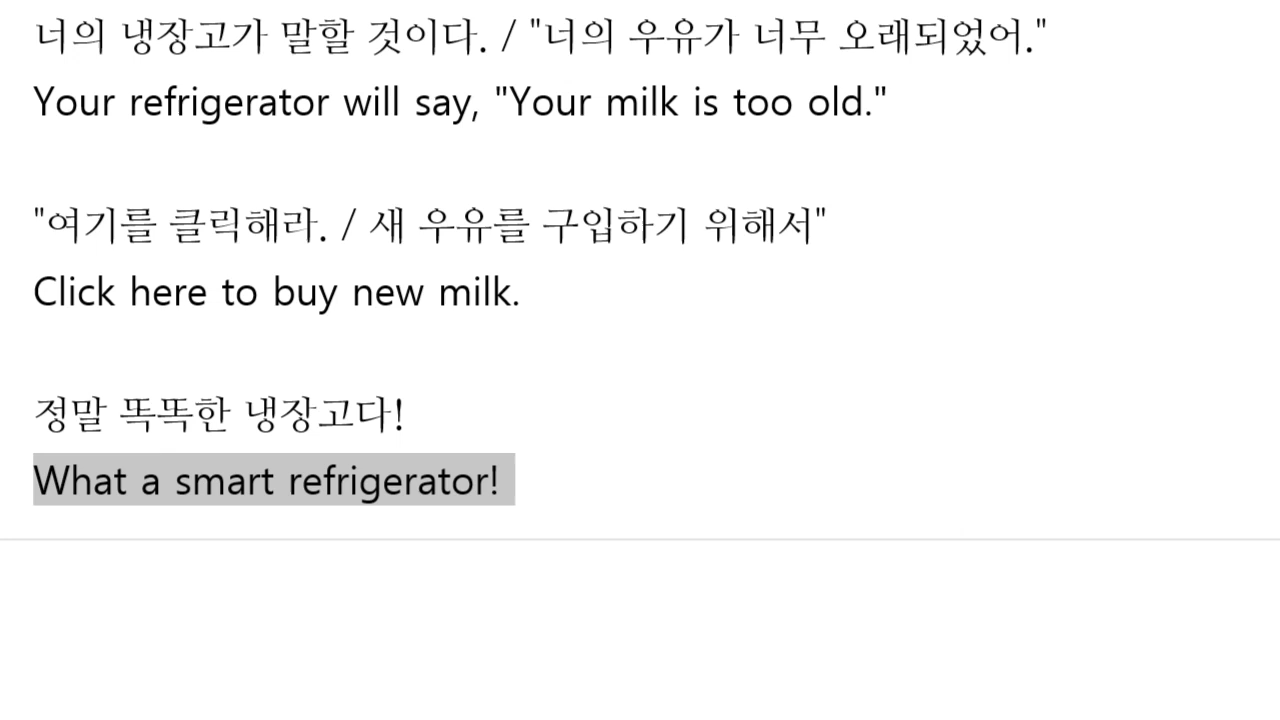 너의 냉장고가 말할 것이다. / "너의 우유가 너무 오래되었어."
Your refrigerator will say, "Your milk is too old."
"여기를 클릭해라. / 새 우유를 구입하기 위해서"
Click here to buy new milk.
정말 똑똑한 냉장고다!
What a smart refrigerator!